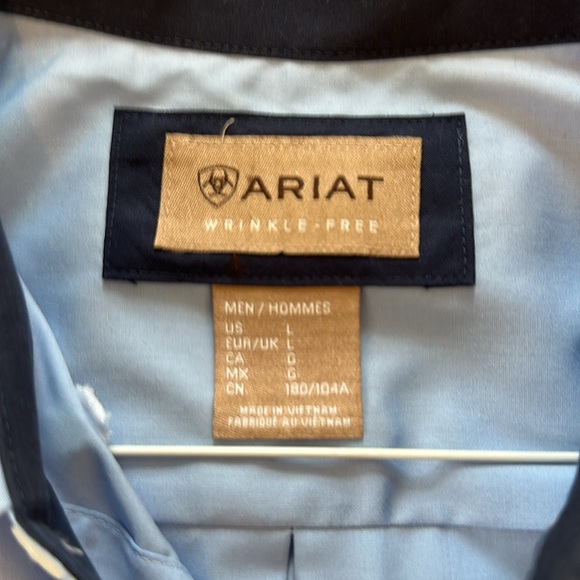 ARIAT
WRINKLE-FREE
MEN / HOMMES
US L
EUR/UK L
CA G
MX G
CN. 180/104A
MADE IN VIETNAM
FABRIQUÉ AU VIETNAM